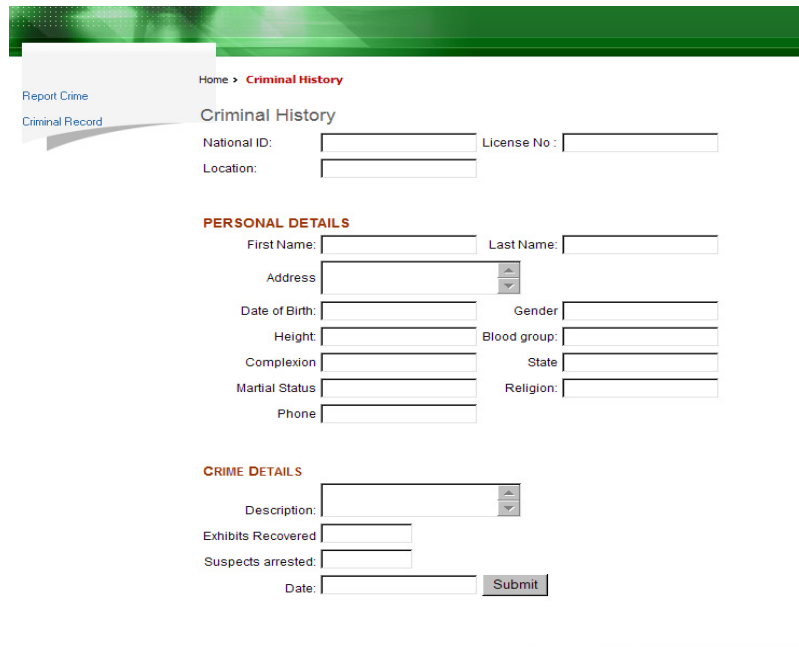 Home > Criminal History
Report Crime
Criminal Record
Criminal History
National ID: License No :
Location:
PERSONAL DETAILS
First Name: Last Name:
Address
Date of Birth: Gender
Height: Blood group:
Complexion State
Martial Status Religion:
Phone
CRIME DETAILS
Description:
Exhibits Recovered
Suspects arrested:
Date: Submit